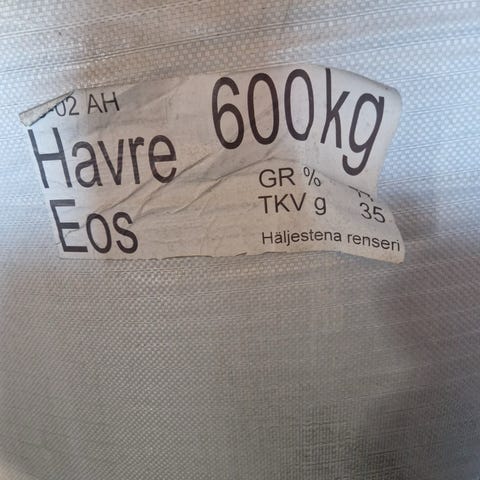 02 AH
600kg
Havre
Eos
GR %
TKV g 35
Häljestena renseri